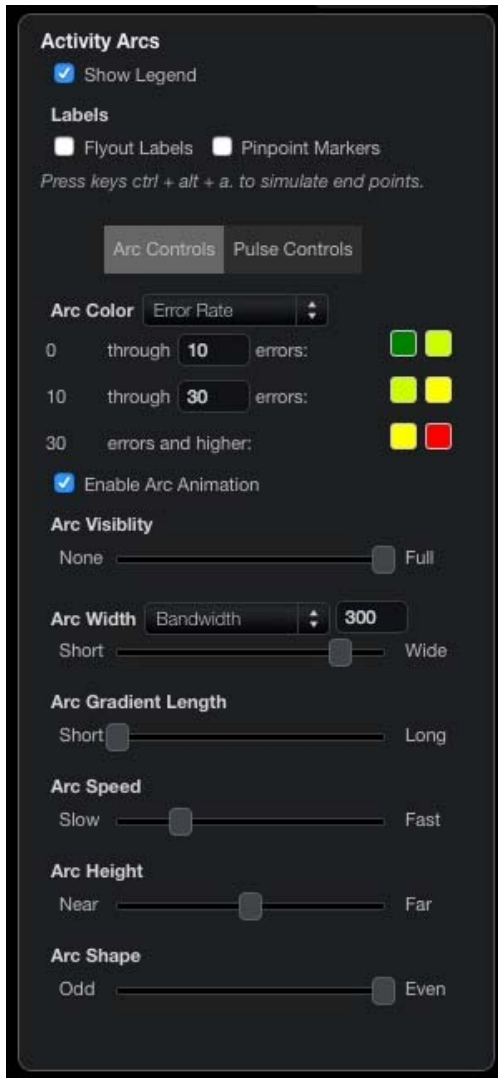 Activity Arcs
Show Legend
Labels
Flyout Labels Pinpoint Markers
Press keys ctrl + alt + a. to simulate end points.
Arc Controls Pulse Controls
Arc Color Error Rate
0 through 10 errors:
10 through 30 errors:
30 errors and higher:
Enable Arc Animation
Arc Visiblity
None Full
Arc Width Bandwidth 300
Short Wide
Arc Gradient Length
Short Long
Arc Speed
Slow Fast
Arc Height
Near Far
Arc Shape
Odd Even